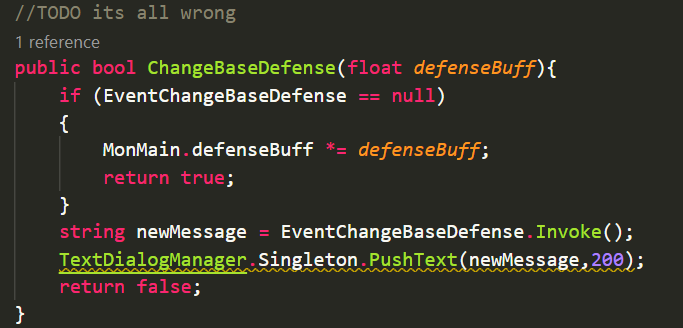 //TODO its all wrong
1 reference
public bool ChangeBaseDefense(float defenseBuff){
if (EventChangeBaseDefense == null)
{
MonMain.defenseBuff *= defenseBuff;
return true;
}
string newMessage = EventChangeBaseDefense.Invoke();
TextDialogManager.Singleton.PushText(newMessage,200);
return false;
}